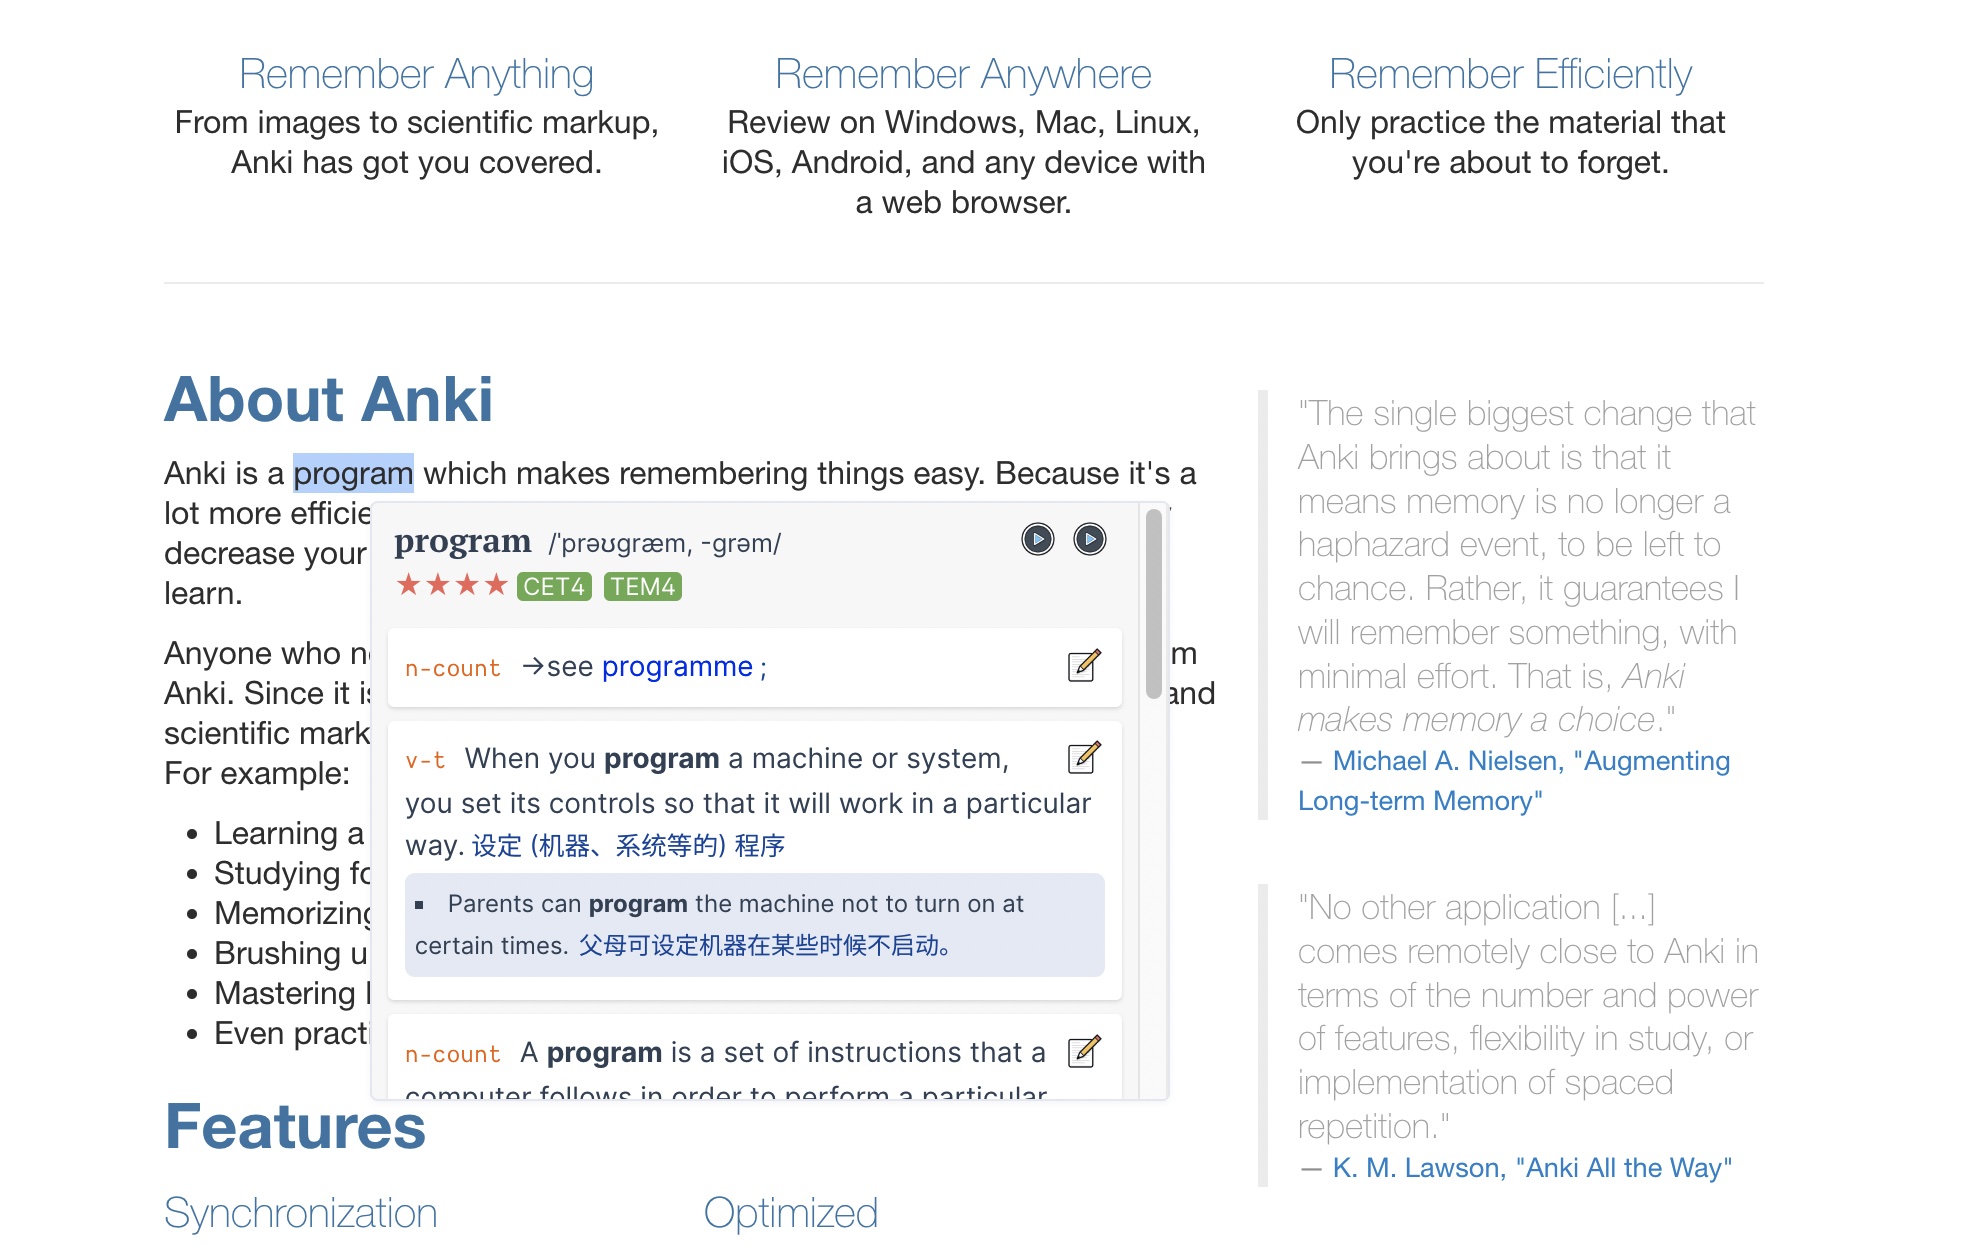 Remember Anything
From images to scientific markup,
Anki has got you covered.
Remember Anywhere
Review on Windows, Mac, Linux,
iOS, Android, and any device with
a web browser.
Remember Efficiently
Only practice the material that
you're about to forget.
About Anki
Anki is a program which makes remembering things easy. Because it's a
lot more
decrease your
learn.
Anyone who
Anki. Since it and
scientific
For example:
• Learning a
• Studying
• Memorizing
• Brushing
• Mastering
• Even
program /ˈprəʊɡræm, -ɡrəm/
★★★★ CET4 TEM4
n-count →see programme ;
v-t When you program a machine or system,
you set its controls so that it will work in a particular
way. 设定 (机器、系统等的) 程序
▪ Parents can program the machine not to turn on at
certain times. 父母可设定机器在某些时候不启动。
n-count A program is a set of instructions that a
computer follows in order to perform a particular
Features
Synchronization
Optimized
"The single biggest change that
Anki brings about is that it
means memory is no longer a
haphazard event, to be left to
chance. Rather, it guarantees I
will remember something, with
minimal effort. That is, Anki
makes memory a choice."
— Michael A. Nielsen, "Augmenting
Long-term Memory"
"No other application [...]
comes remotely close to Anki in
terms of the number and power
of features, flexibility in study, or
implementation of spaced
repetition."
— K. M. Lawson, "Anki All the Way"